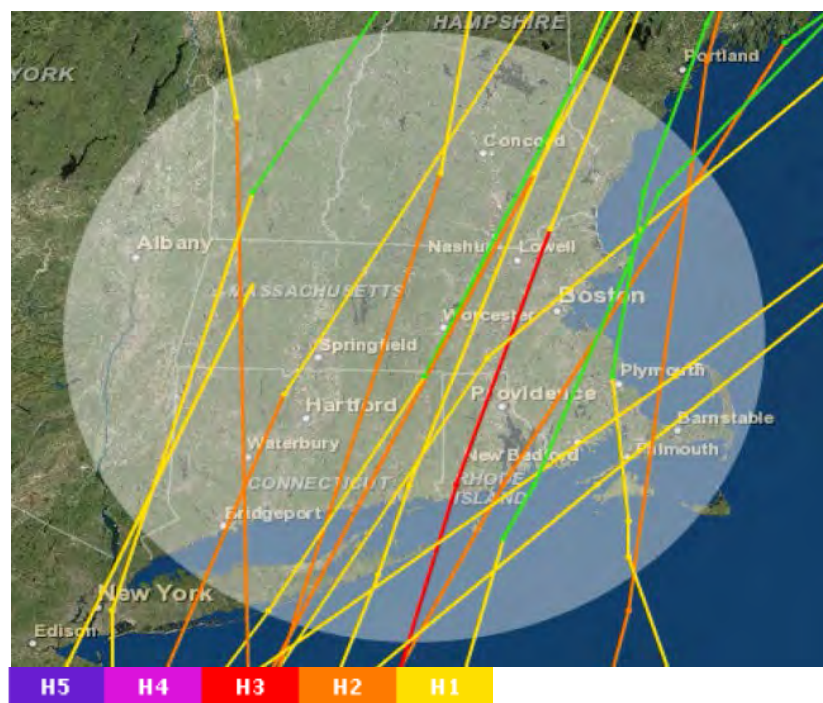 HAMPSHIRE
Portland
YORK
Concord
Albany
Nashu
Lowell
MASSACHUSETTS
Boston
Worcester
Springfield
Plymouth
Hartford
Providence
Barnstable
Waterbury
New Bedford
Falmouth
CONNECTICUT
RHODE
ISLAND
Bridgeport
New York
Edison
H5 H4 H3 H2 H1